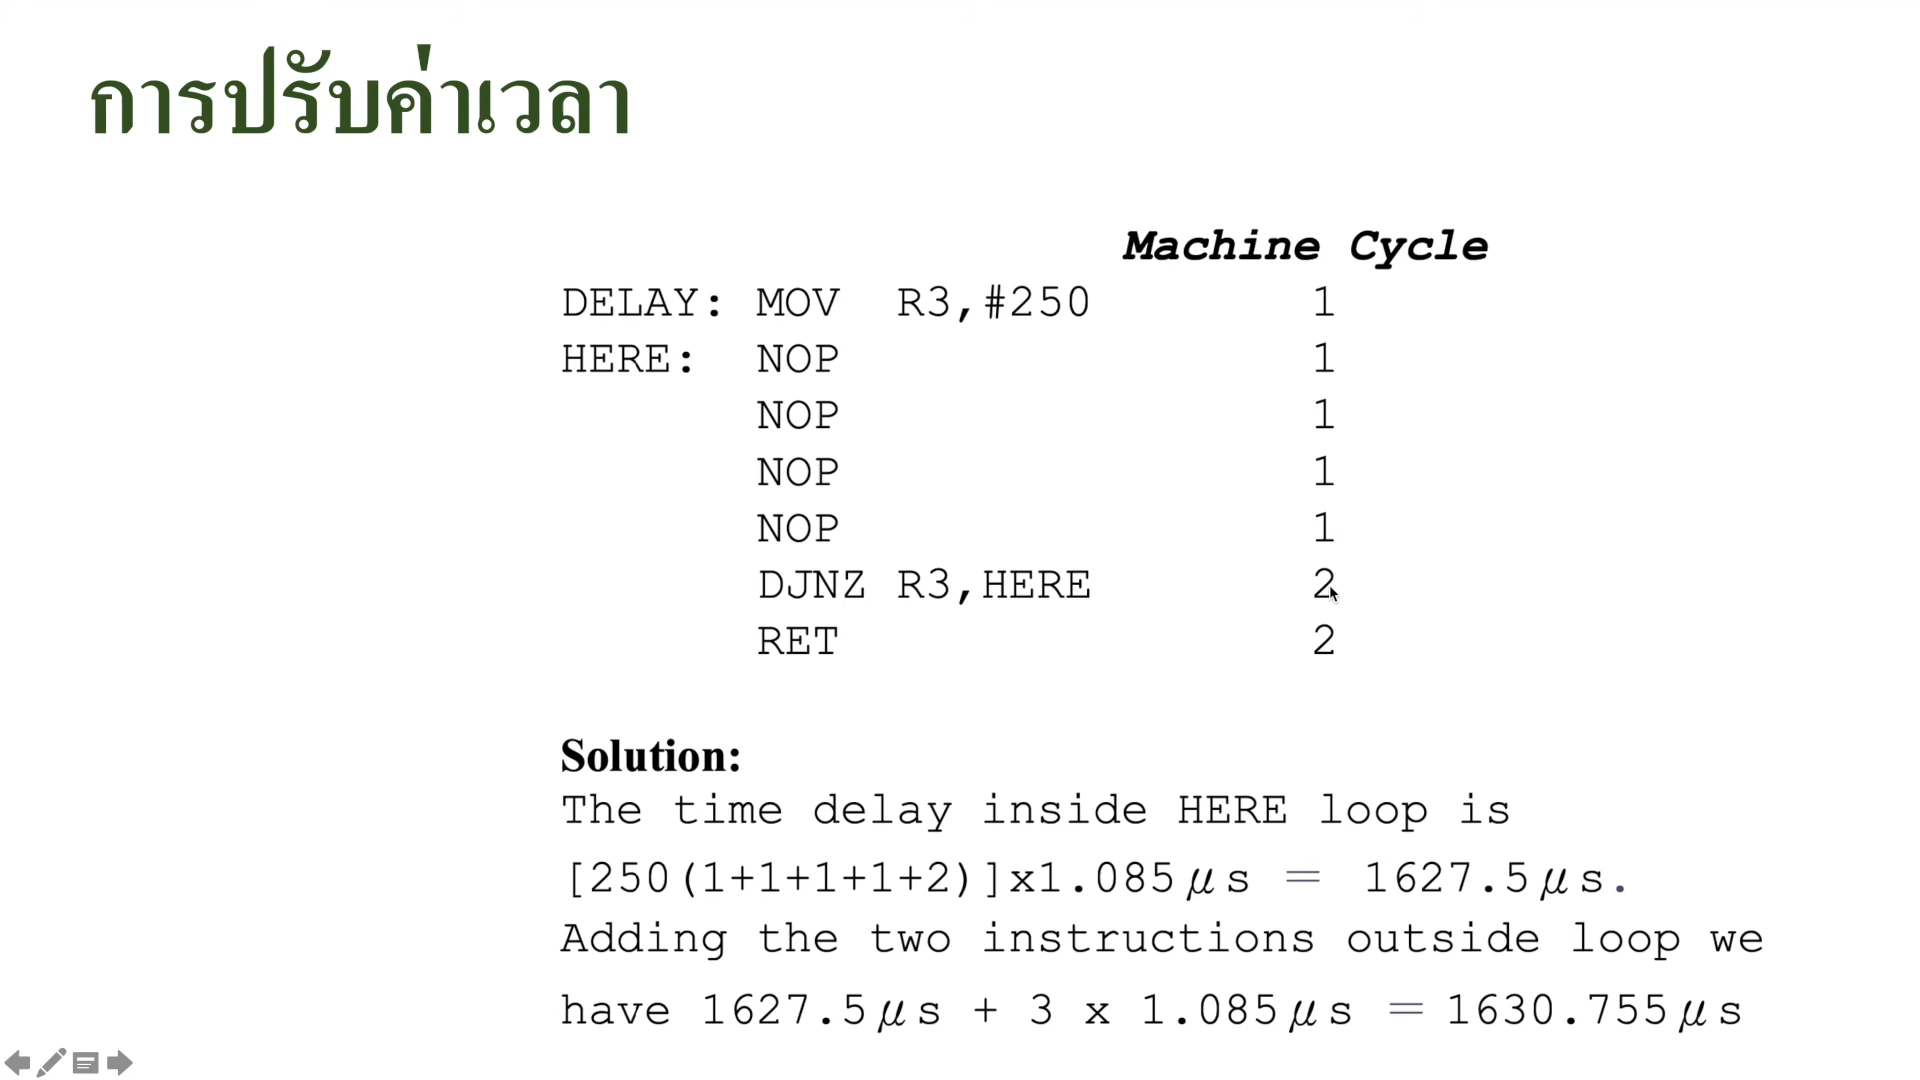 การปรับค่าเวลา
Machine Cycle
DELAY: MOV R3,#250 1
HERE: NOP 1
NOP 1
NOP 1
NOP 1
DJNZ R3,HERE 2
RET 2
Solution:
The time delay inside HERE loop is
[250(1+1+1+1+2)]x1.085μs = 1627.5μs.
Adding the two instructions outside loop we
have 1627.5μs + 3 x 1.085μs = 1630.755μs